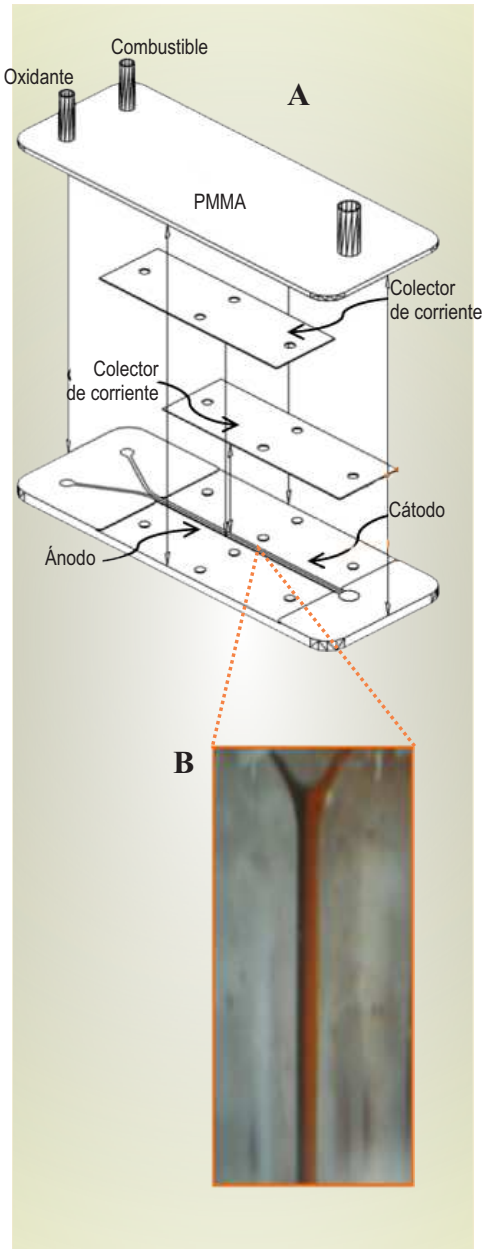 Combustible
Oxidante
A
PMMA
Colector
de corriente
Colector
de corriente
Cátodo
Ánodo
B